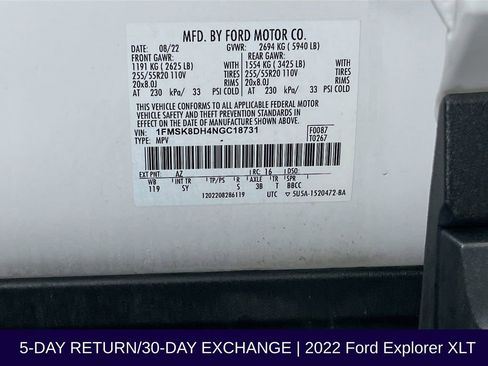 MFD. BY FORD MOTOR CO.
DATE: 08/22 GVWR: 2694 KG ( 5940 LB)
FRONT GAWR: REAR GAWR:
1191 KG ( 2625 LB) WITH 1554 KG ( 3425 LB) WITH
255/55R20 110V TIRES 255/55R20 110V TIRES
20x8.0J RIMS 20x8.0J RIMS
AT 230 kPa/ 33 PSI COLD AT 230 kPa/ 33 PSI COLD
THIS VEHICLE CONFORMS TO ALL APPLICABLE FEDERAL MOTOR
VEHICLE SAFETY AND THEFT PREVENTION STANDARDS IN EFFECT
ON THE DATE OF MANUFACTURE SHOWN ABOVE.
VIN: 1FMSK8DH4NGC18731 F0087
TYPE: MPV T0267
EXT PNT: AZ RC: 16 DSO:
WB INT TR TP/PS R AXLE TR SPR
119 SY S 3B T BBCC
1202208286119 UTC ▽ 5U5A-1520472-BA
5-DAY RETURN/30-DAY EXCHANGE | 2022 Ford Explorer XLT